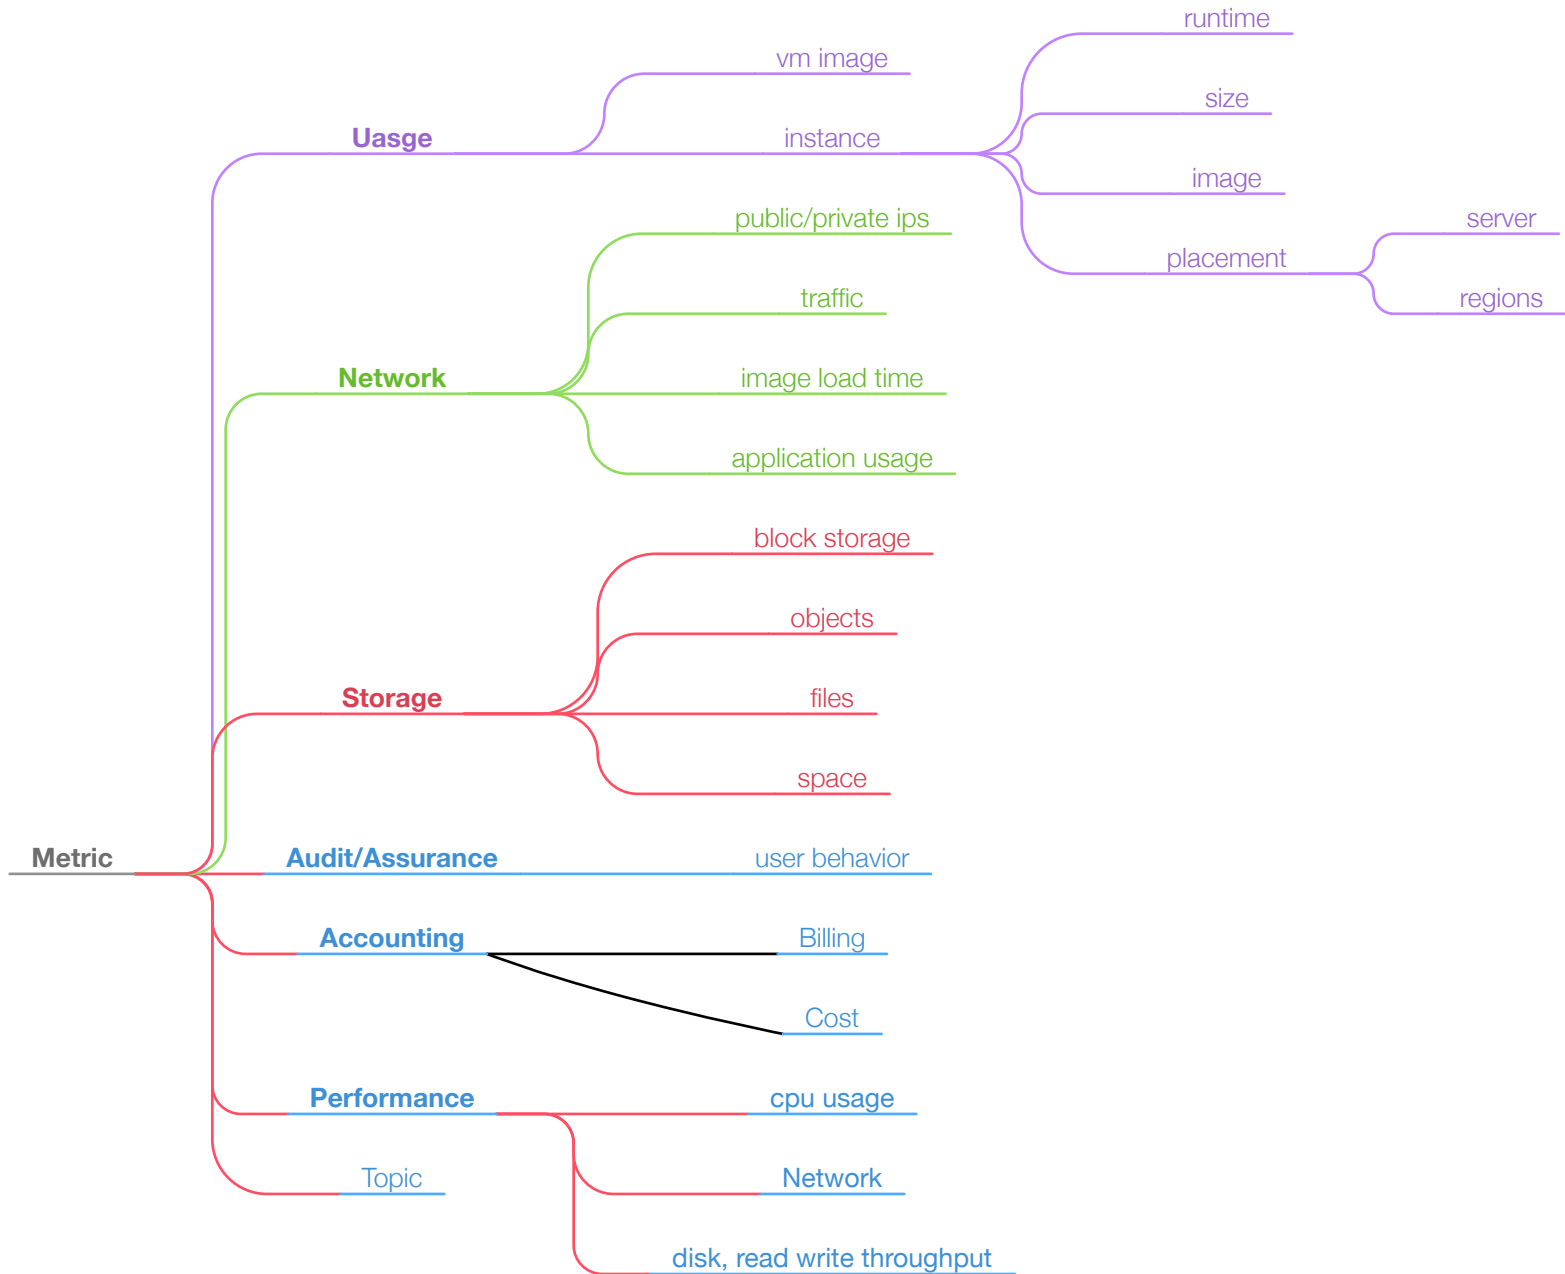 Metric
Uasge
vm image
instance
runtime
size
image
placement
server
regions
Network
public/private ips
traffic
image load time
application usage
Storage
block storage
objects
files
space
Audit/Assurance
user behavior
Accounting
Billing
Cost
Performance
cpu usage
Network
disk, read write throughput
Topic